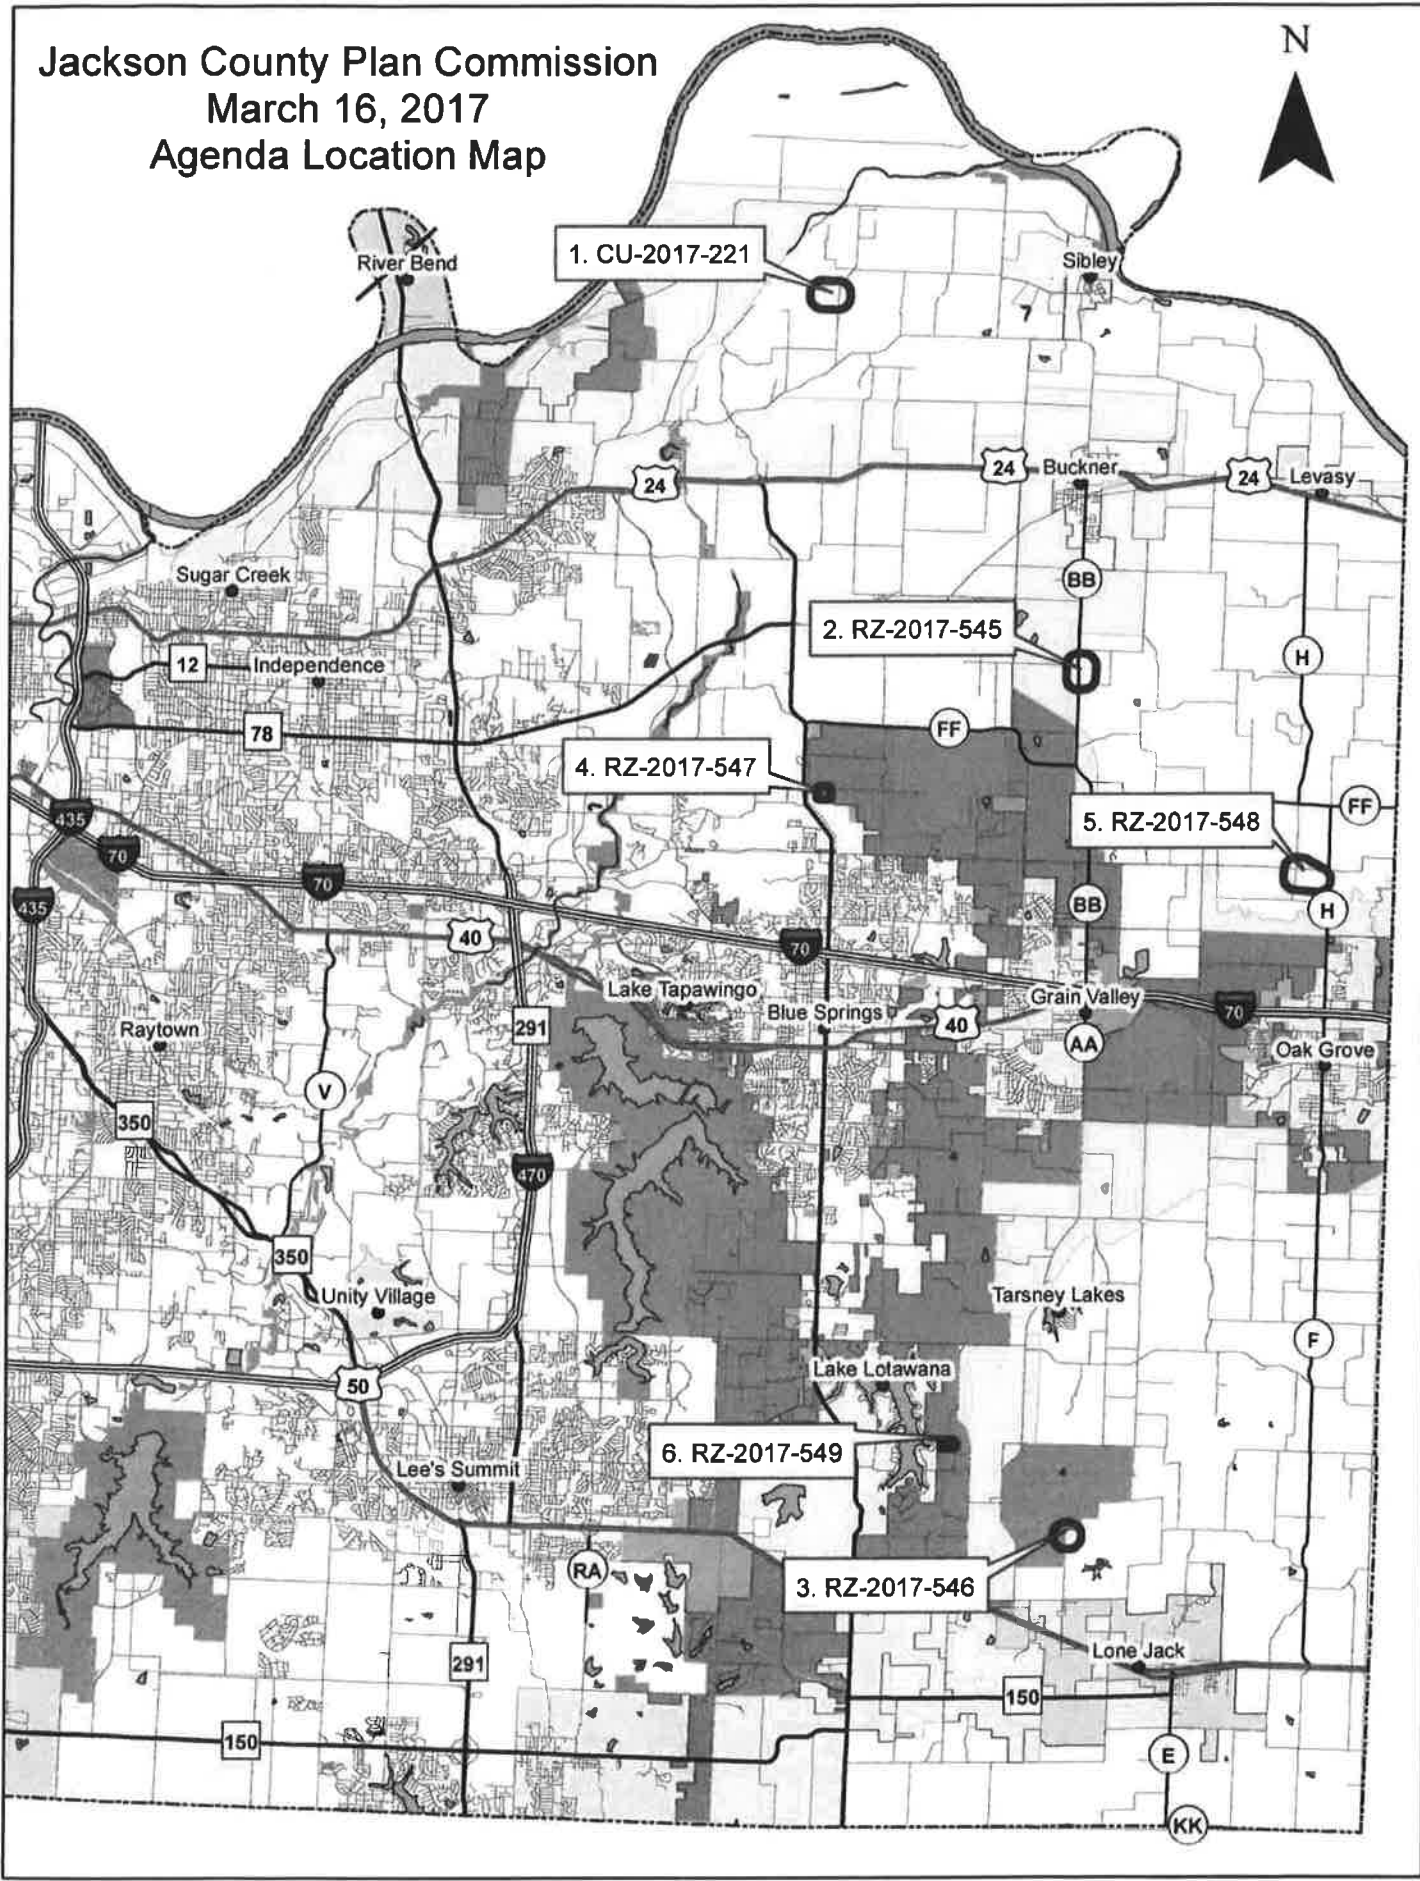 Jackson County Plan Commission
March 16, 2017
Agenda Location Map
N
1. CU-2017-221
River Bend
Sibley
24
24
Buckner
24
Levasy
Sugar Creek
BB
2. RZ-2017-545
12
Independence
H
78
FF
4. RZ-2017-547
FF
435
5. RZ-2017-548
70
70
435
BB
H
40
70
Lake Tapawingo
Grain Valley
Blue Springs
40
70
291
Raytown
AA
Oak Grove
V
350
470
350
Unity Village
Tarsney Lakes
F
Lake Lotawana
50
6. RZ-2017-549
Lee's Summit
RA
3. RZ-2017-546
Lone Jack
291
150
150
E
KK